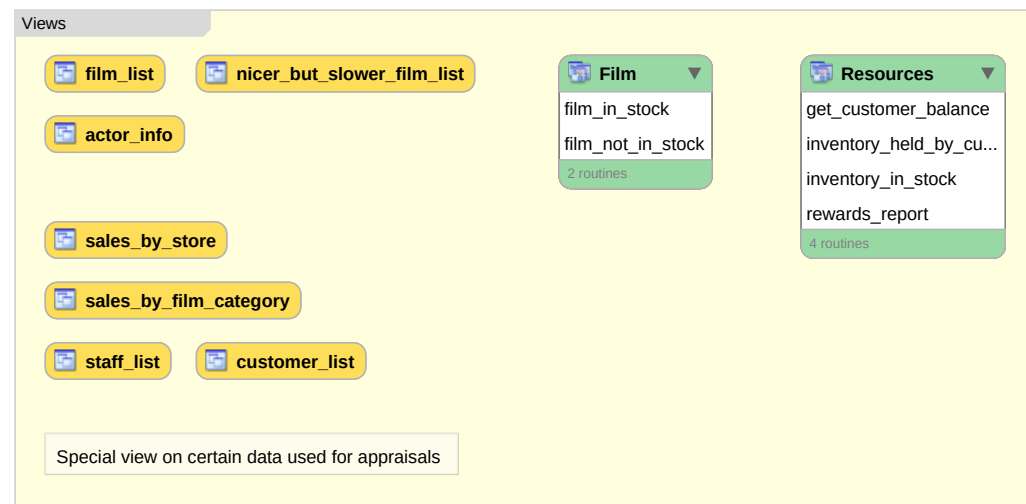 Views
film_list
nicer_but_slower_film_list
actor_info
sales_by_store
sales_by_film_category
staff_list
customer_list
Special view on certain data used for appraisals
Film
film_in_stock
film_not_in_stock
2 routines
Resources
get_customer_balance
inventory_held_by_cu...
inventory_in_stock
rewards_report
4 routines